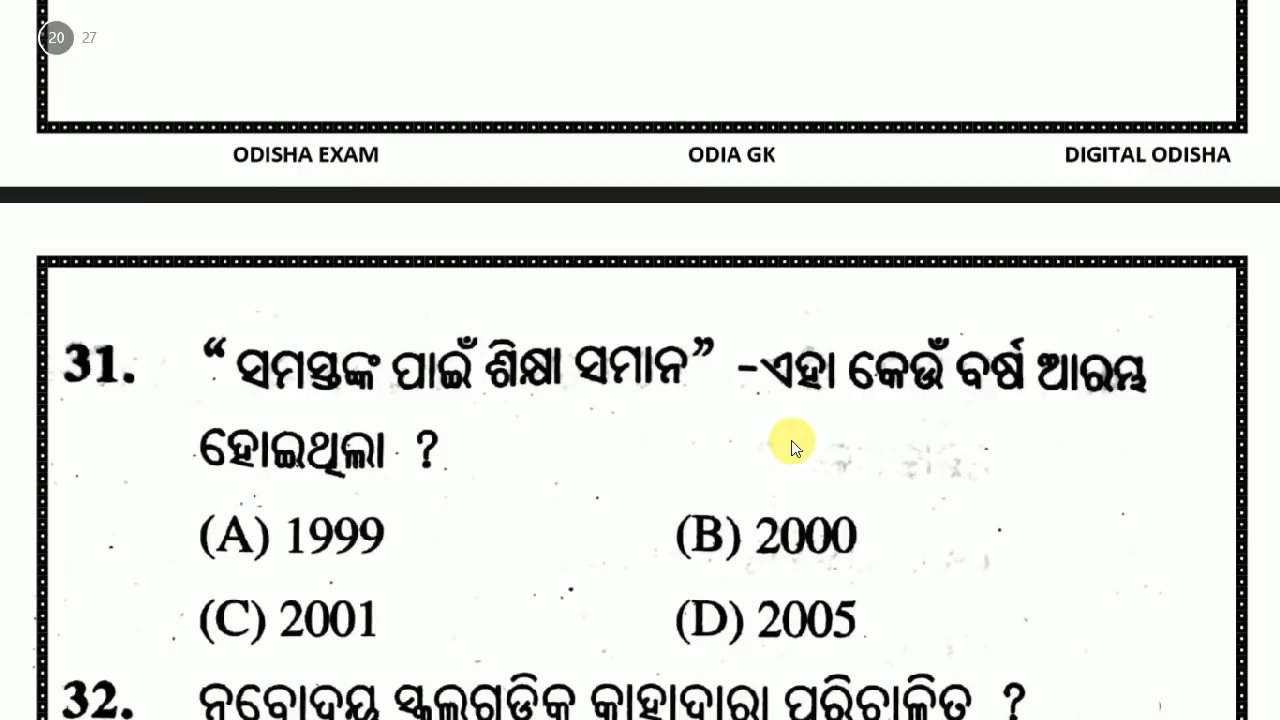 20 27
ODISHA EXAM ODIA GK DIGITAL ODISHA
31. “ ସମସ୍ତଙ୍କ ପାଇଁ ଶିକ୍ଷା ସମାନ” -ଏହା କେଉଁ ବର୍ଷ ଆରମ୍ଭ
ହୋଇଥିଲା ?
(A) 1999 (B) 2000
(C) 2001 (D) 2005
32. ନବୋଦୟ ସ୍କୁଲଗୁଡ଼ିକ କାହାଦ୍ୱାରା ପରିଚାଳିତ ?